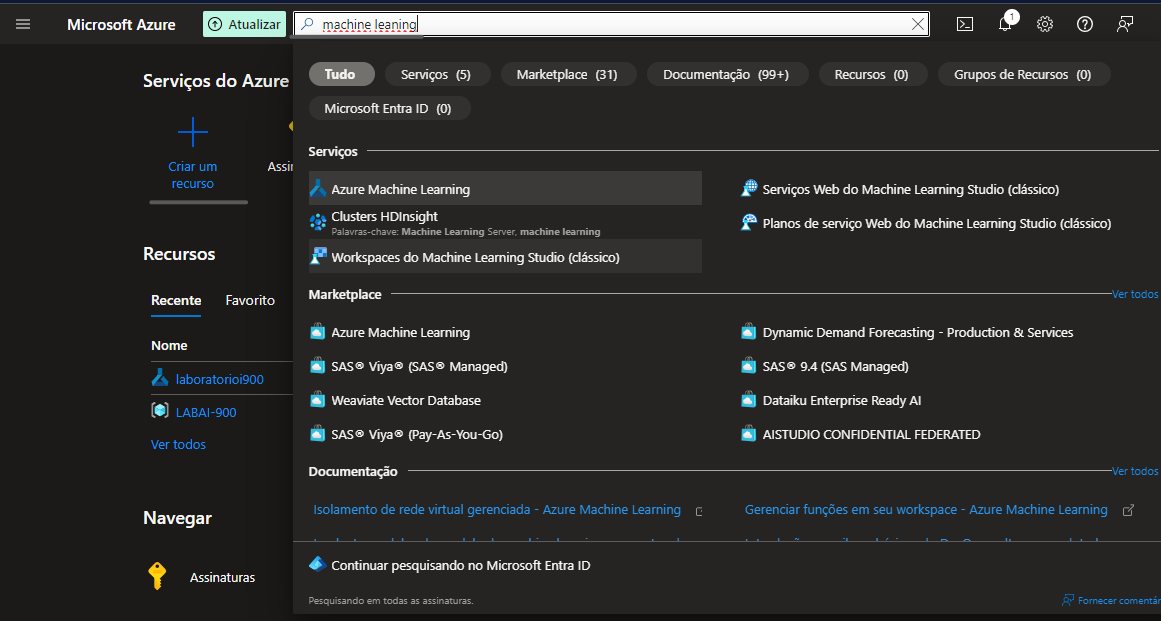 Microsoft Azure
Atualizar
machine leaning
1
Tudo
Serviços (5)
Marketplace (31)
Documentação (99+)
Recursos (0)
Grupos de Recursos (0)
Microsoft Entra ID (0)
Serviços do Azure
Criar um
recurso
Assin
Recursos
Recente
Favorito
Nome
laboratorioi900
LABAI-900
Ver todos
Navegar
Assinaturas
Serviços
Azure Machine Learning
Serviços Web do Machine Learning Studio (clássico)
Clusters HDInsight
Palavras-chave: Machine Learning Server, machine learning
Planos de serviço Web do Machine Learning Studio (clássico)
Workspaces do Machine Learning Studio (clássico)
Marketplace
Ver todos
Azure Machine Learning
Dynamic Demand Forecasting - Production & Services
SAS® Viya® (SAS® Managed)
SAS® 9.4 (SAS Managed)
Weaviate Vector Database
Dataiku Enterprise Ready AI
SAS® Viya® (Pay-As-You-Go)
AISTUDIO CONFIDENTIAL FEDERATED
Documentação
Ver todos
Isolamento de rede virtual gerenciada - Azure Machine Learning
Gerenciar funções em seu workspace - Azure Machine Learning
Continuar pesquisando no Microsoft Entra ID
Pesquisando em todas as assinaturas.
Fornecer comentár